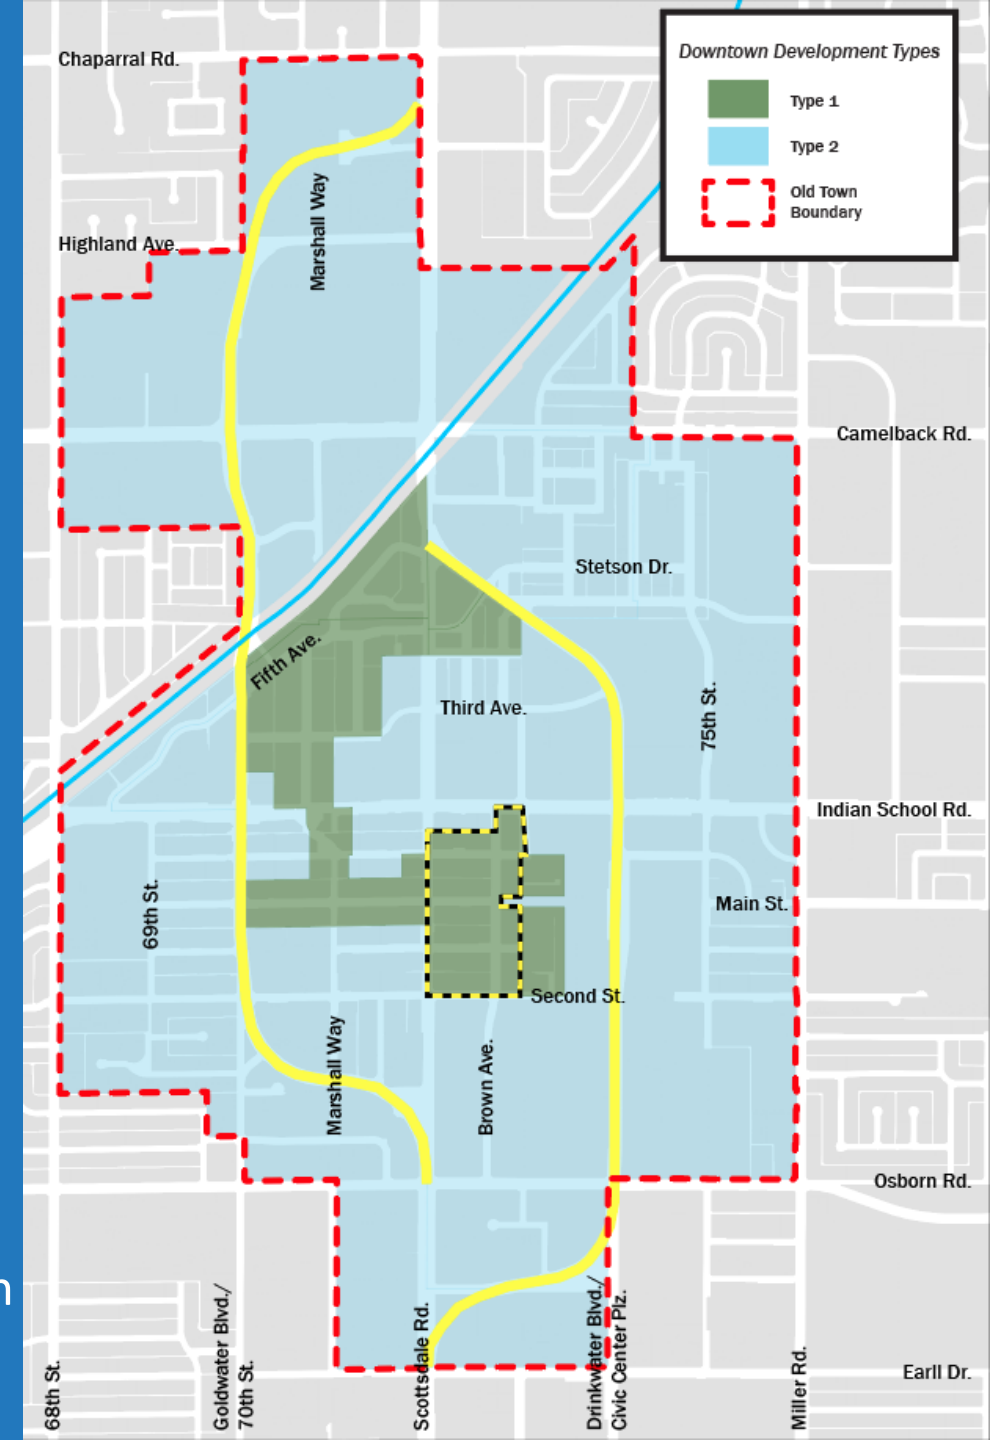 Downtown Development Types
Type 1
Type 2
Old Town
Boundary
Chaparral Rd.
Marshall Way
Highland Ave.
Camelback Rd.
Stetson Dr.
Fifth Ave.
Third Ave.
75th St.
Indian School Rd.
69th St.
Main St.
Second St.
Marshall Way
Brown Ave.
Osborn Rd.
n
68th St.
Goldwater Blvd./
70th St.
Scottsdale Rd.
Drinkwater Blvd./
Civic Center Plz.
Miller Rd.
Earll Dr.